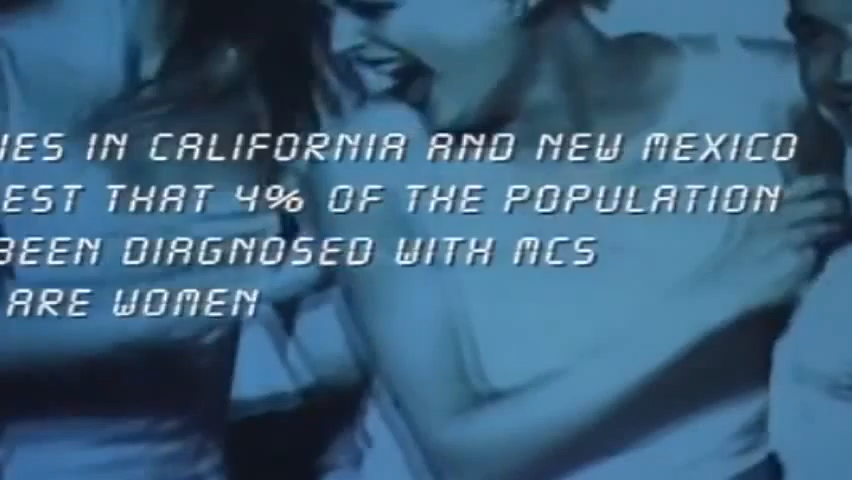 IES IN CALIFORNIA AND NEW MEXICO
EST THAT 4% OF THE POPULATION
BEEN DIAGNOSED WITH MCS
ARE WOMEN